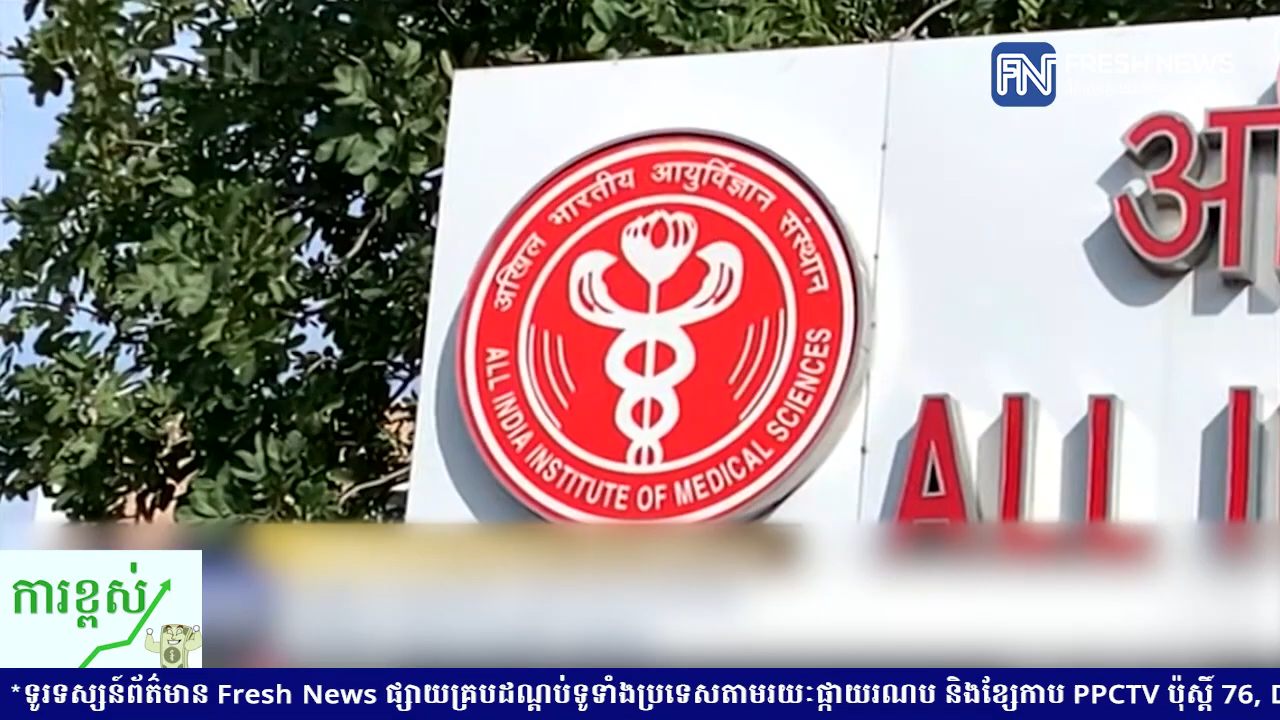 FN FRESH NEWS
अखिल भारतीय आयुर्विज्ञान संस्थान
ALL INDIA INSTITUTE OF MEDICAL SCIENCES
ALL I
ការខ្ពស់
*ទូរទស្សន៍ព័ត៌មាន Fresh News ផ្សាយគ្របដណ្តប់ទូទាំងប្រទេសតាមរយៈផ្កាយរណប និងខ្សែកាប PPCTV ប៉ុស្តិ៍ 76,